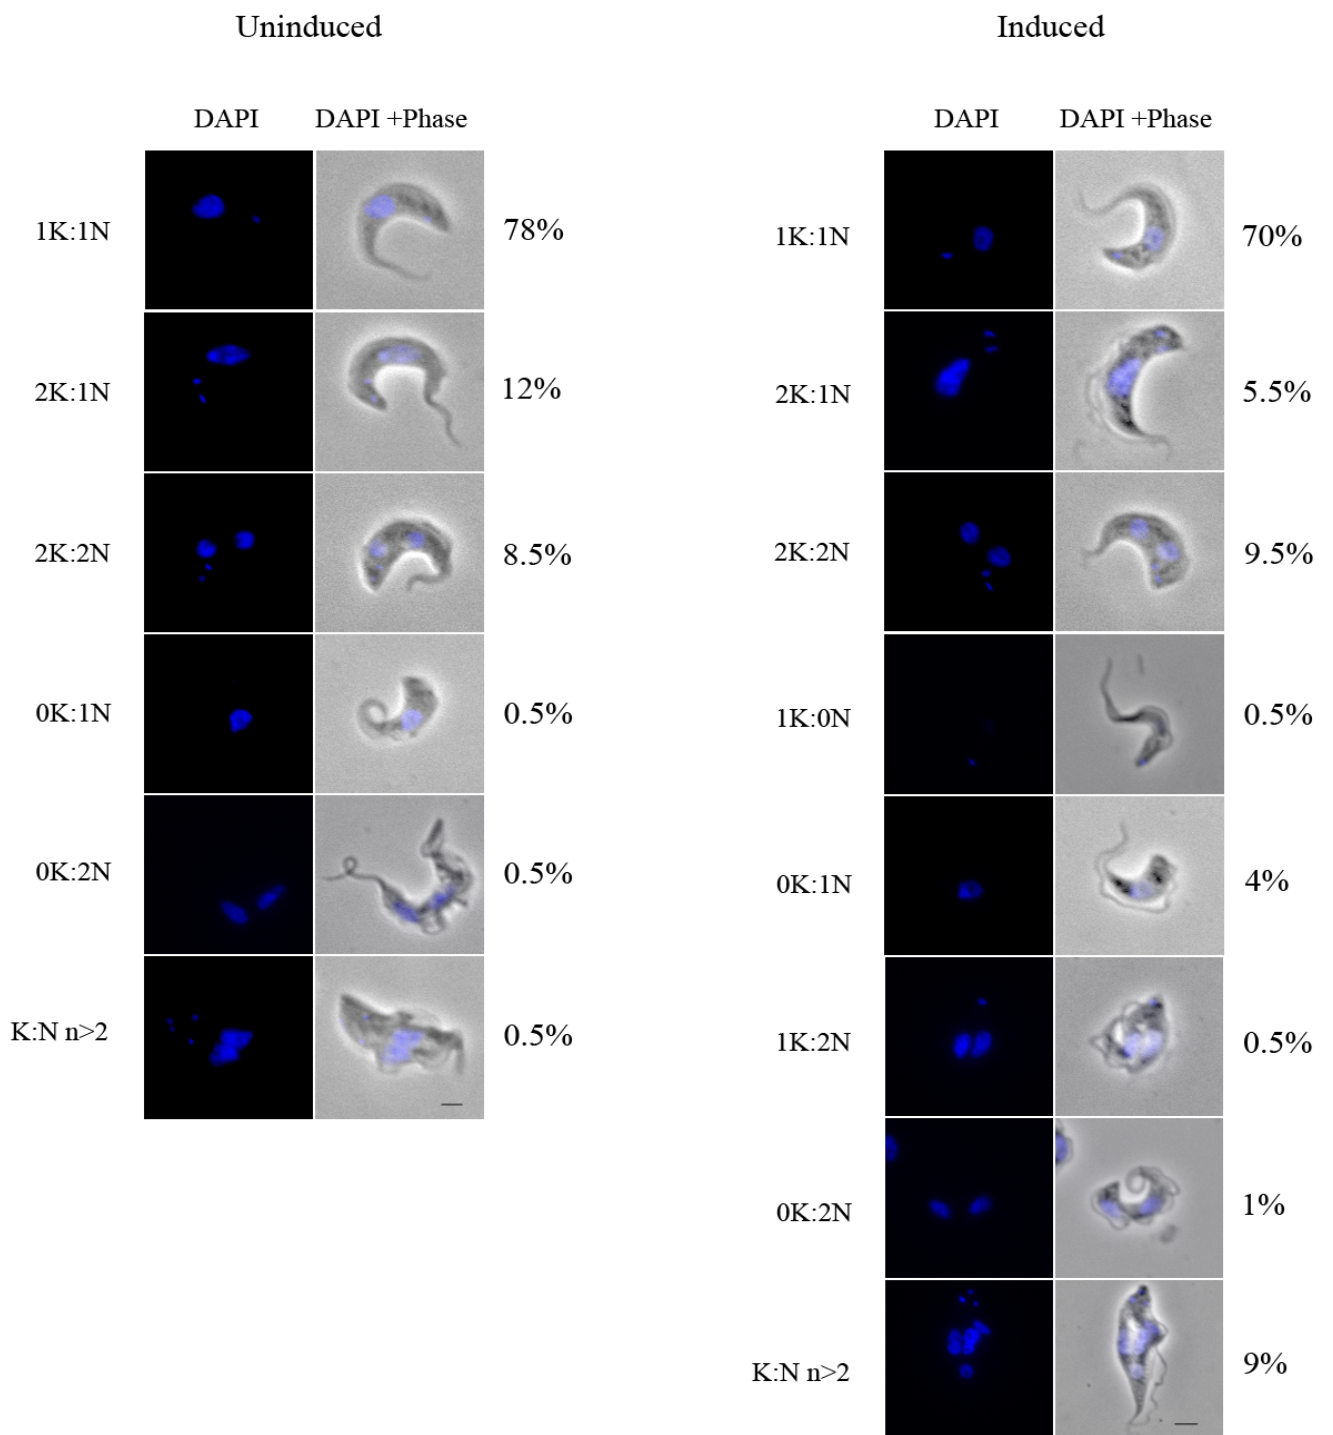 Uninduced
Induced
DAPI
DAPI +Phase
DAPI
DAPI +Phase
1K:1N
78%
2K:1N
12%
2K:2N
8.5%
0K:1N
0.5%
0K:2N
0.5%
K:N n>2
0.5%
1K:1N
70%
2K:1N
5.5%
2K:2N
9.5%
1K:0N
0.5%
0K:1N
4%
1K:2N
0.5%
0K:2N
1%
K:N n>2
9%